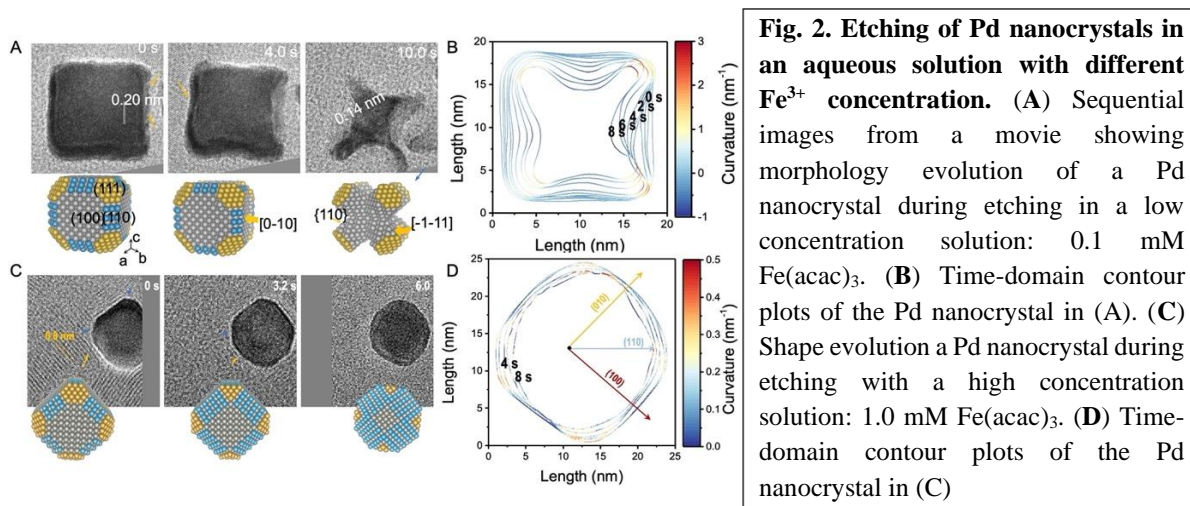 A
0 s
0.20 nm
4.0 s
10.0 s
0.14 nm
(111)
(100)
[110]
[0-10]
{110}
[-1-11]
c
a b
B
Length (nm)
20
15
10
5
0
0 s
2 s
4 s
6 s
8 s
0 5 10 15 20
Length (nm)
Curvature (nm⁻¹)
3
2
1
0
-1
C
0 s
0.8 nm
3.2 s
6.0
D
Length (nm)
25
20
15
10
5
0
(010)
(110)
(100)
4 s
8 s
0 5 10 15 20 25
Length (nm)
Curvature (nm⁻¹)
0.5
0.4
0.3
0.2
0.1
0.0
Fig. 2. Etching of Pd nanocrystals in
an aqueous solution with different
Fe³⁺ concentration. (A) Sequential
images from a movie showing
morphology evolution of a Pd
nanocrystal during etching in a low
concentration solution: 0.1 mM
Fe(acac)₃. (B) Time-domain contour
plots of the Pd nanocrystal in (A). (C)
Shape evolution a Pd nanocrystal during
etching with a high concentration
solution: 1.0 mM Fe(acac)₃. (D) Time-
domain contour plots of the Pd
nanocrystal in (C)